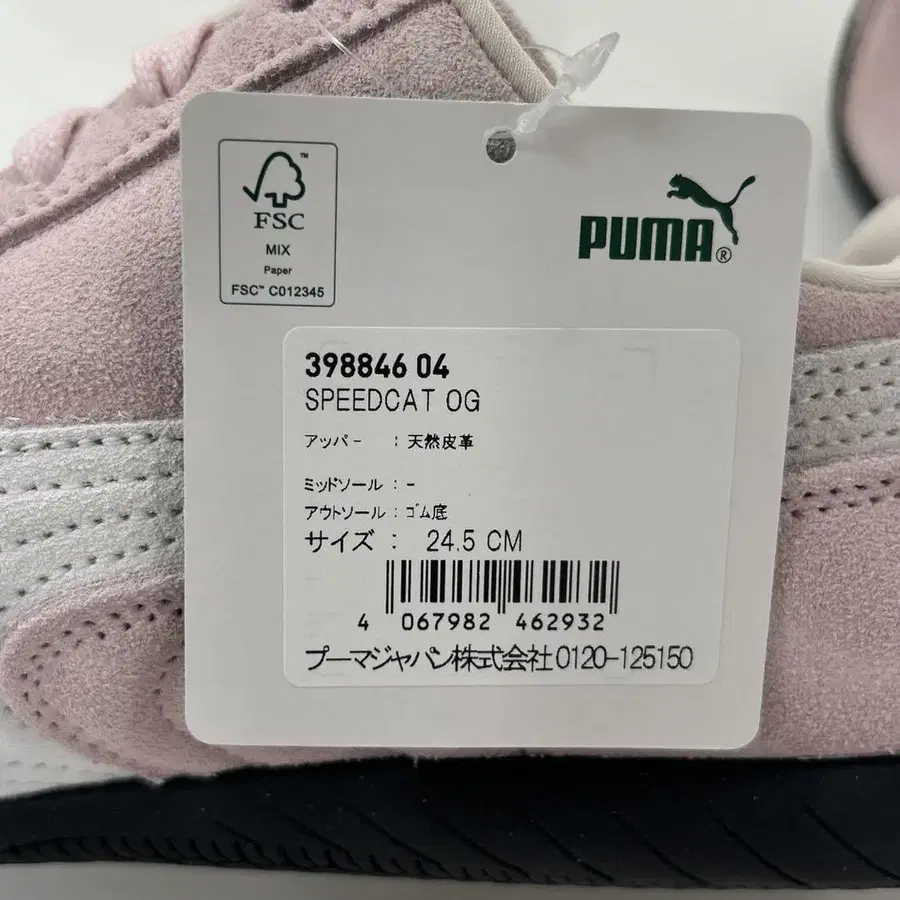 FSC™
MIX
Paper
FSC™ C012345
PUMA®
398846 04
SPEEDCAT OG
アッパー : 天然皮革
ミッドソール : -
アウトソール : ゴム底
サイズ : 24.5 CM
4 067982 462932
プーマジャパン株式会社0120-125150